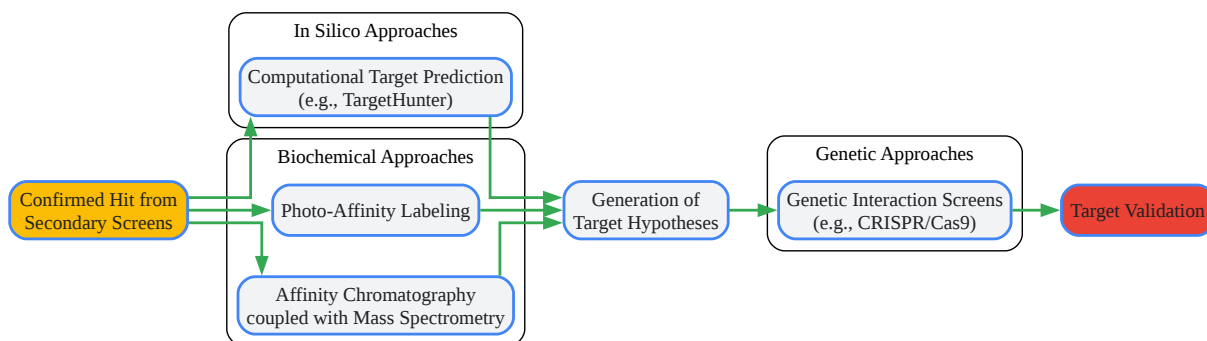 In Silico Approaches
Computational Target Prediction
(e.g., TargetHunter)
Biochemical Approaches
Genetic Approaches
Confirmed Hit from
Secondary Screens
Photo-Affinity Labeling
Generation of
Target Hypotheses
Genetic Interaction Screens
(e.g., CRISPR/Cas9)
Target Validation
Affinity Chromatography
coupled with Mass Spectrometry